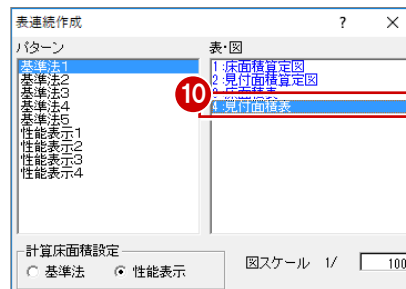 表連続作成 ? ×
パターン
基準法1
基準法2
基準法3
基準法4
基準法5
性能表示1
性能表示2
性能表示3
性能表示4
表・図
1:床面積算定図
2:見付面積算定図
3:床面積表
4:見付面積表
10
計算床面積設定
基準法 性能表示
図スケール 1/ 100